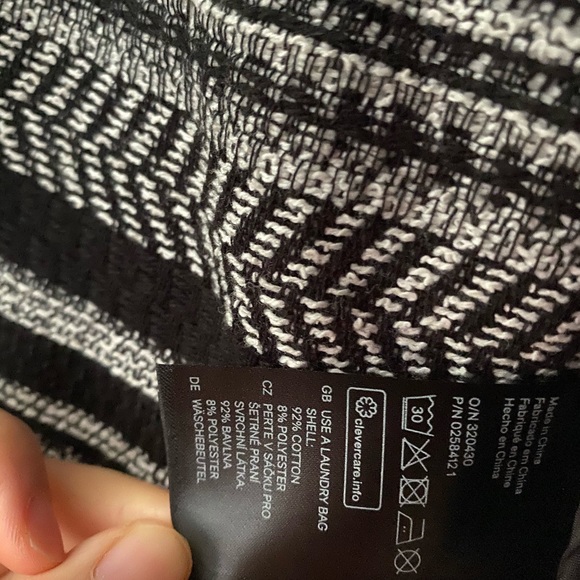 Made in China
Fabricado en China
Fabriqué en Chine
Hecho en China
O/N 320430
P/N 02584121
30
clevercare.info
GB USE A LAUNDRY BAG
SHELL:
92% COTTON
8% POLYESTER
CZ PERTE V SÁČKU PRO
ŠETRNÉ PRANÍ
SVRCHNÍ LÁTKA:
92% BAVLNA
8% POLYESTER
DE WÄSCHEBEUTEL